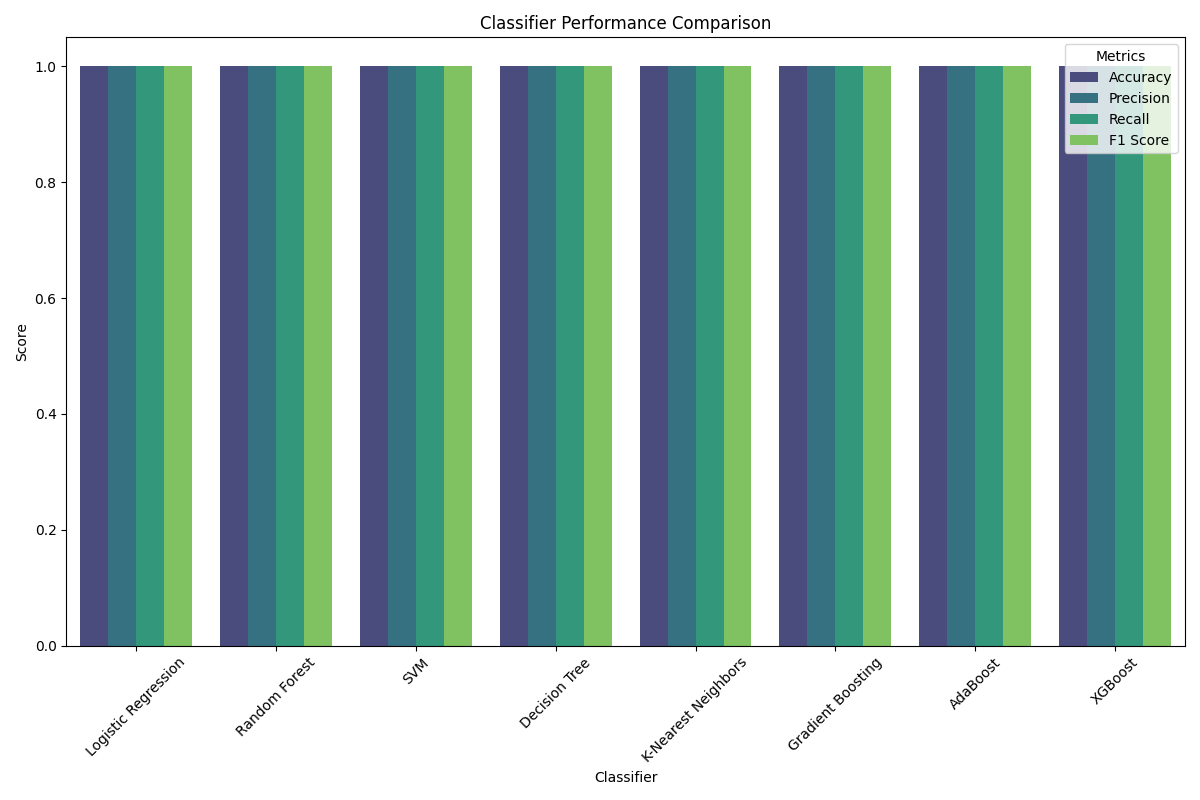 Classifier Performance Comparison
Metrics
Accuracy
Precision
Recall
F1 Score
1.0
0.8
0.6
0.4
0.2
0.0
Score
Logistic Regression
Random Forest
SVM
Decision Tree
K-Nearest Neighbors
Gradient Boosting
AdaBoost
XGBoost
Classifier